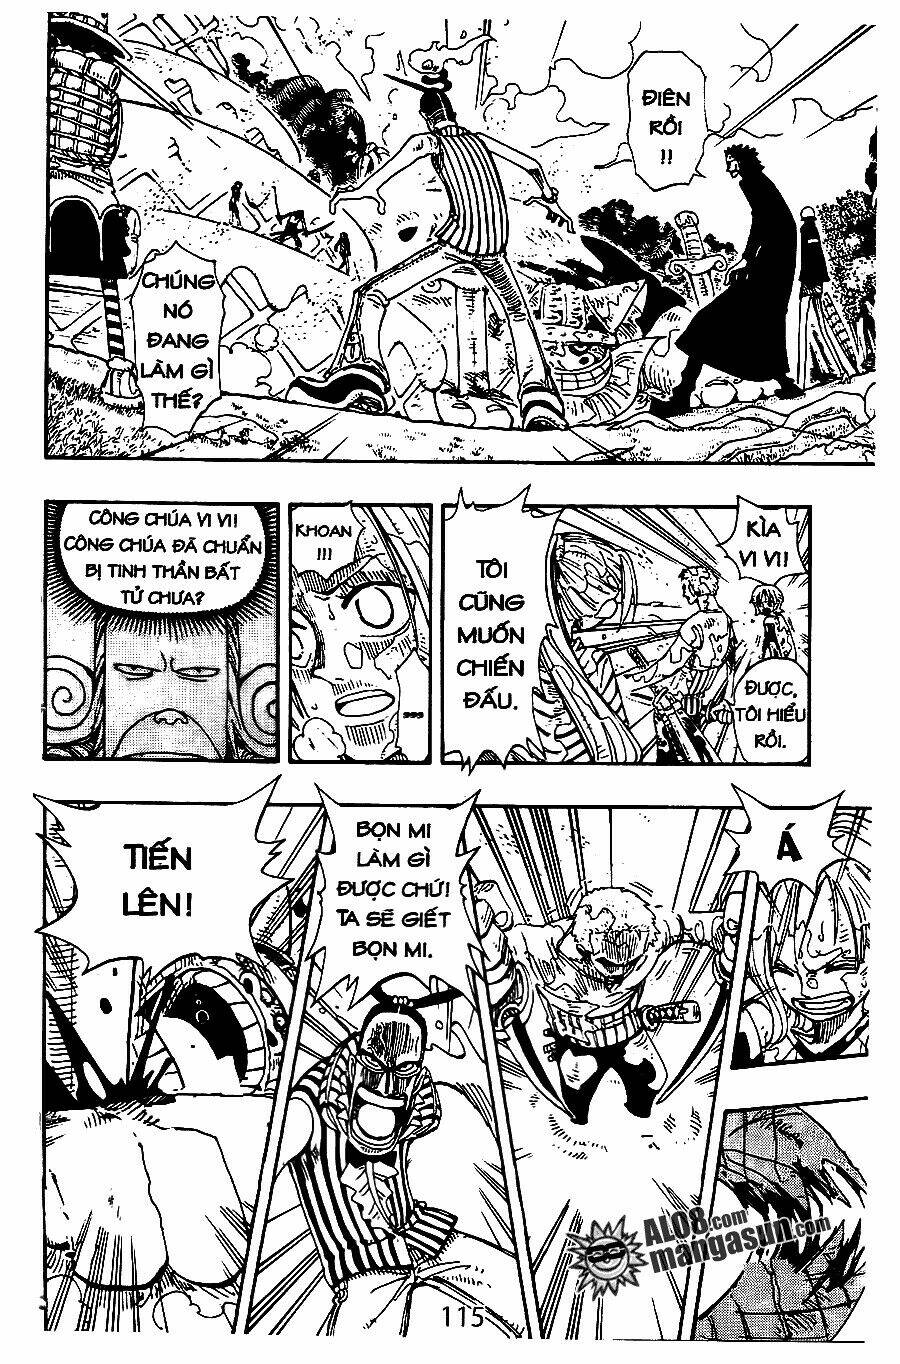 ĐIÊN
RỒI
!!
CHÚNG
NÓ
ĐANG
LÀM GÌ
THẾ?
KÌA
VI VI!
ĐƯỢC,
TÔI HIỂU
RỒI.
TÔI
CŨNG
MUỐN
CHIẾN
ĐẤU.
KHOAN
!!!
...
CÔNG CHÚA VI VI!
CÔNG CHÚA ĐÃ CHUẨN
BỊ TINH THẦN BẤT
TỬ CHƯA?
Á
BỌN MI
LÀM GÌ
ĐƯỢC CHỨ!
TA SẼ GIẾT
BỌN MI.
TIẾN
LÊN!
ALO8.com
mangasun.com
115